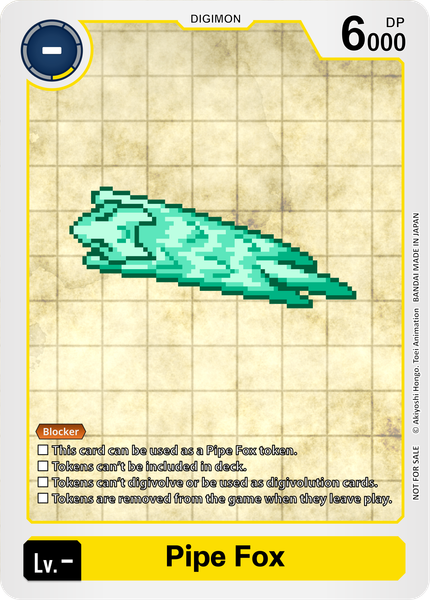 DIGIMON
-
DP
6000
Blocker
This card can be used as a Pipe Fox token.
Tokens can't be included in deck.
Tokens can't digivolve or be used as digivolution cards.
Tokens are removed from the game when they leave play.
NOT FOR SALE © Akiyoshi Hongo. Toei Animation BANDAI MADE IN JAPAN
Lv.-
Pipe Fox